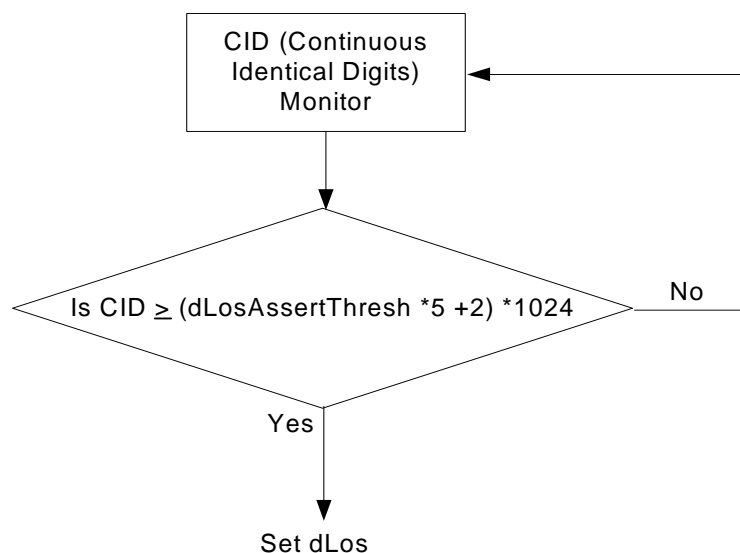 CID (Continuous
Identical Digits)
Monitor
Is CID ≥ (dLosAssertThresh *5 +2) *1024
No
Yes
Set dLos